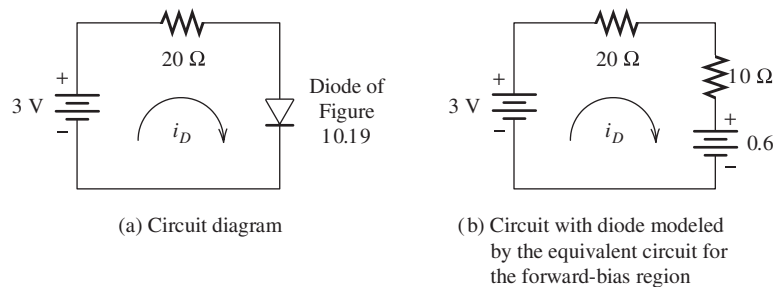 20 Ω
+
3 V
−
i_D
Diode of
Figure
10.19
(a) Circuit diagram
20 Ω
10 Ω
+
3 V
−
i_D
+
0.6
−
(b) Circuit with diode modeled
by the equivalent circuit for
the forward-bias region